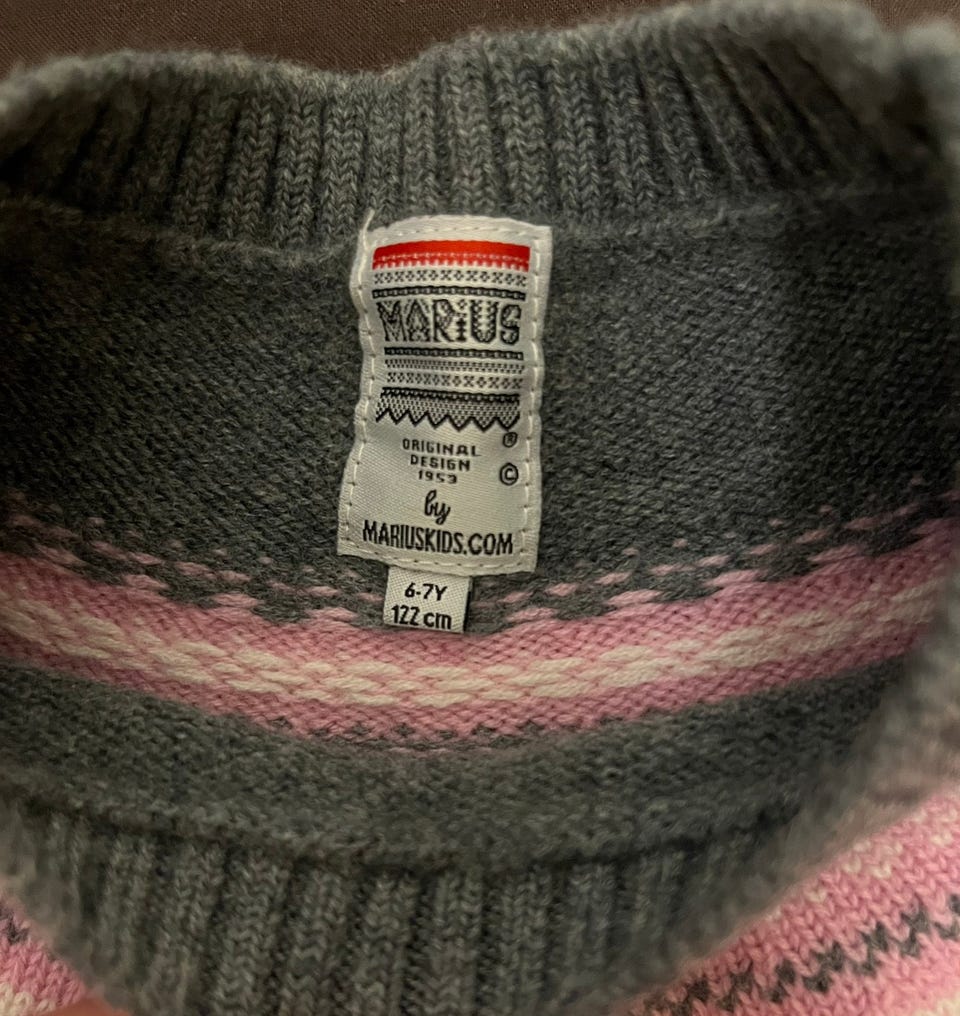 MARIUS
®
ORIGINAL
DESIGN
1953
©
by
MARIUSKIDS.COM
6-7Y
122 cm